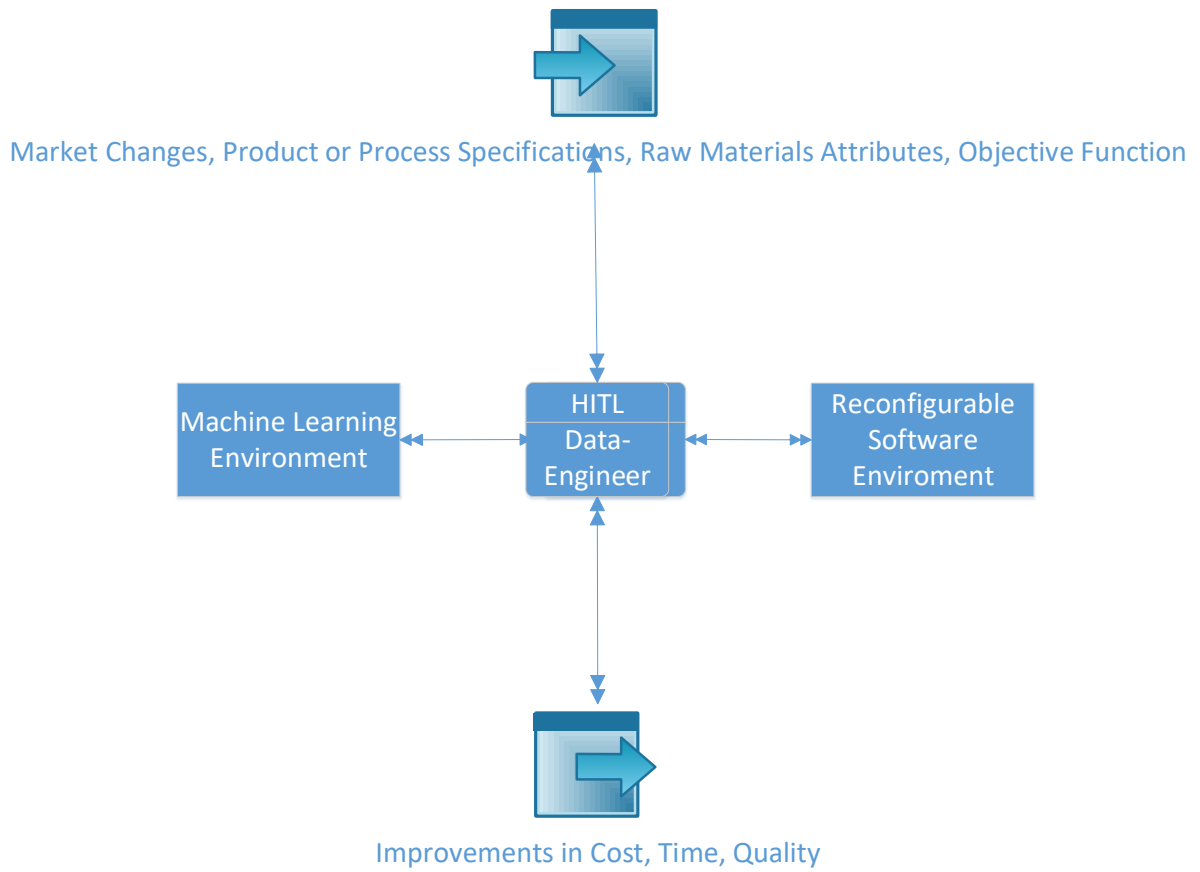 Market Changes, Product or Process Specifications, Raw Materials Attributes, Objective Function
Machine Learning
Environment
HITL
Data-
Engineer
Reconfigurable
Software
Enviroment
Improvements in Cost, Time, Quality